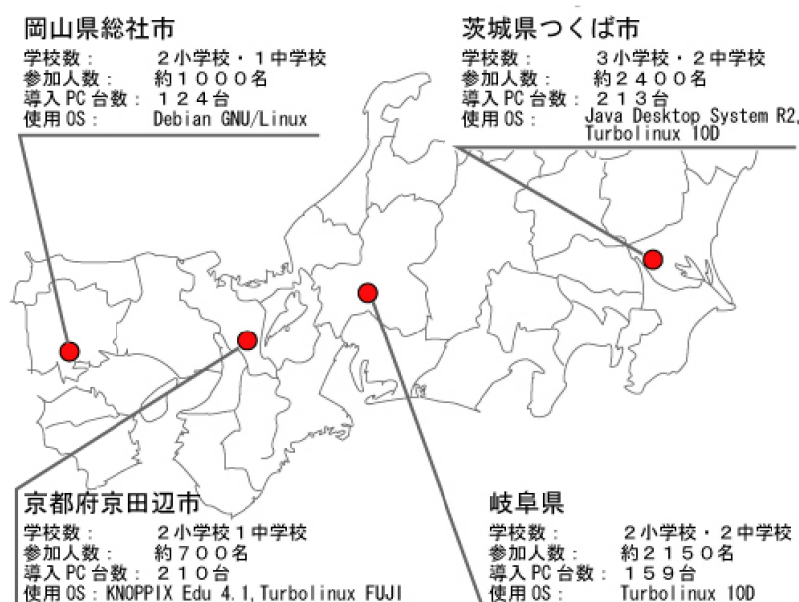 岡山県総社市
学校数： ２小学校・１中学校
参加人数： 約１０００名
導入PC台数：１２４台
使用OS： Debian GNU/Linux
茨城県つくば市
学校数： ３小学校・２中学校
参加人数： 約２４００名
導入PC台数：２１３台
使用OS： Java Desktop System R2,
Turbolinux 10D
京都府京田辺市
学校数： ２小学校１中学校
参加人数： 約７００名
導入PC台数：２１０台
使用OS：KNOPPIX Edu 4.1,Turbolinux FUJI
岐阜県
学校数： ２小学校・２中学校
参加人数： 約２１５０名
導入PC台数：１５９台
使用OS： Turbolinux 10D